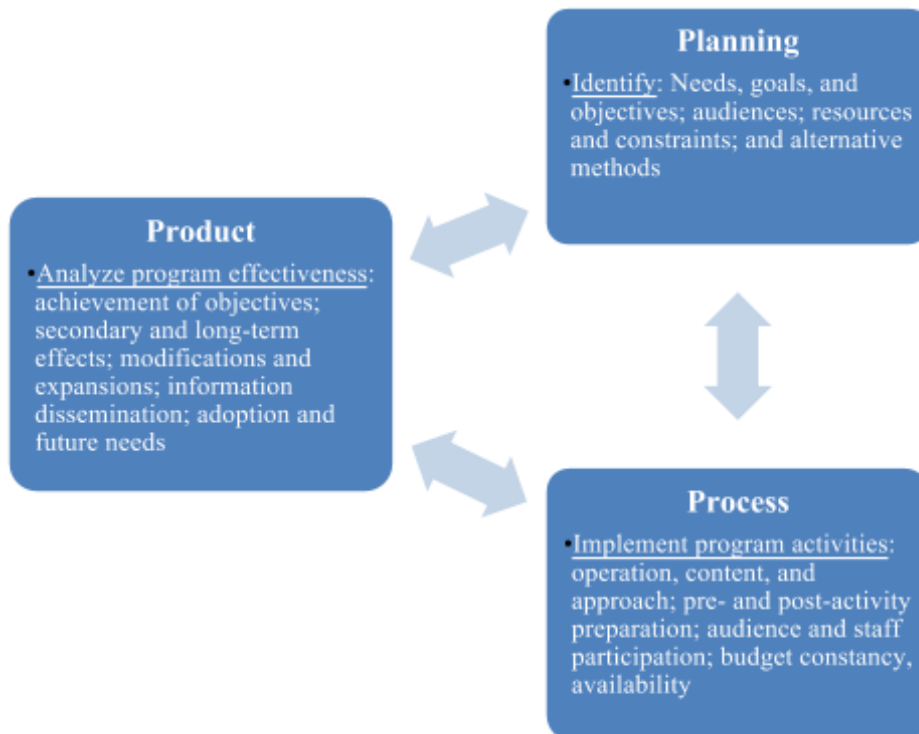 Planning
•Identify: Needs, goals, and
objectives; audiences; resources
and constraints; and alternative
methods
Product
•Analyze program effectiveness:
achievement of objectives;
secondary and long-term
effects; modifications and
expansions; information
dissemination; adoption and
future needs
Process
•Implement program activities:
operation, content, and
approach; pre- and post-activity
preparation; audience and staff
participation; budget constancy,
availability